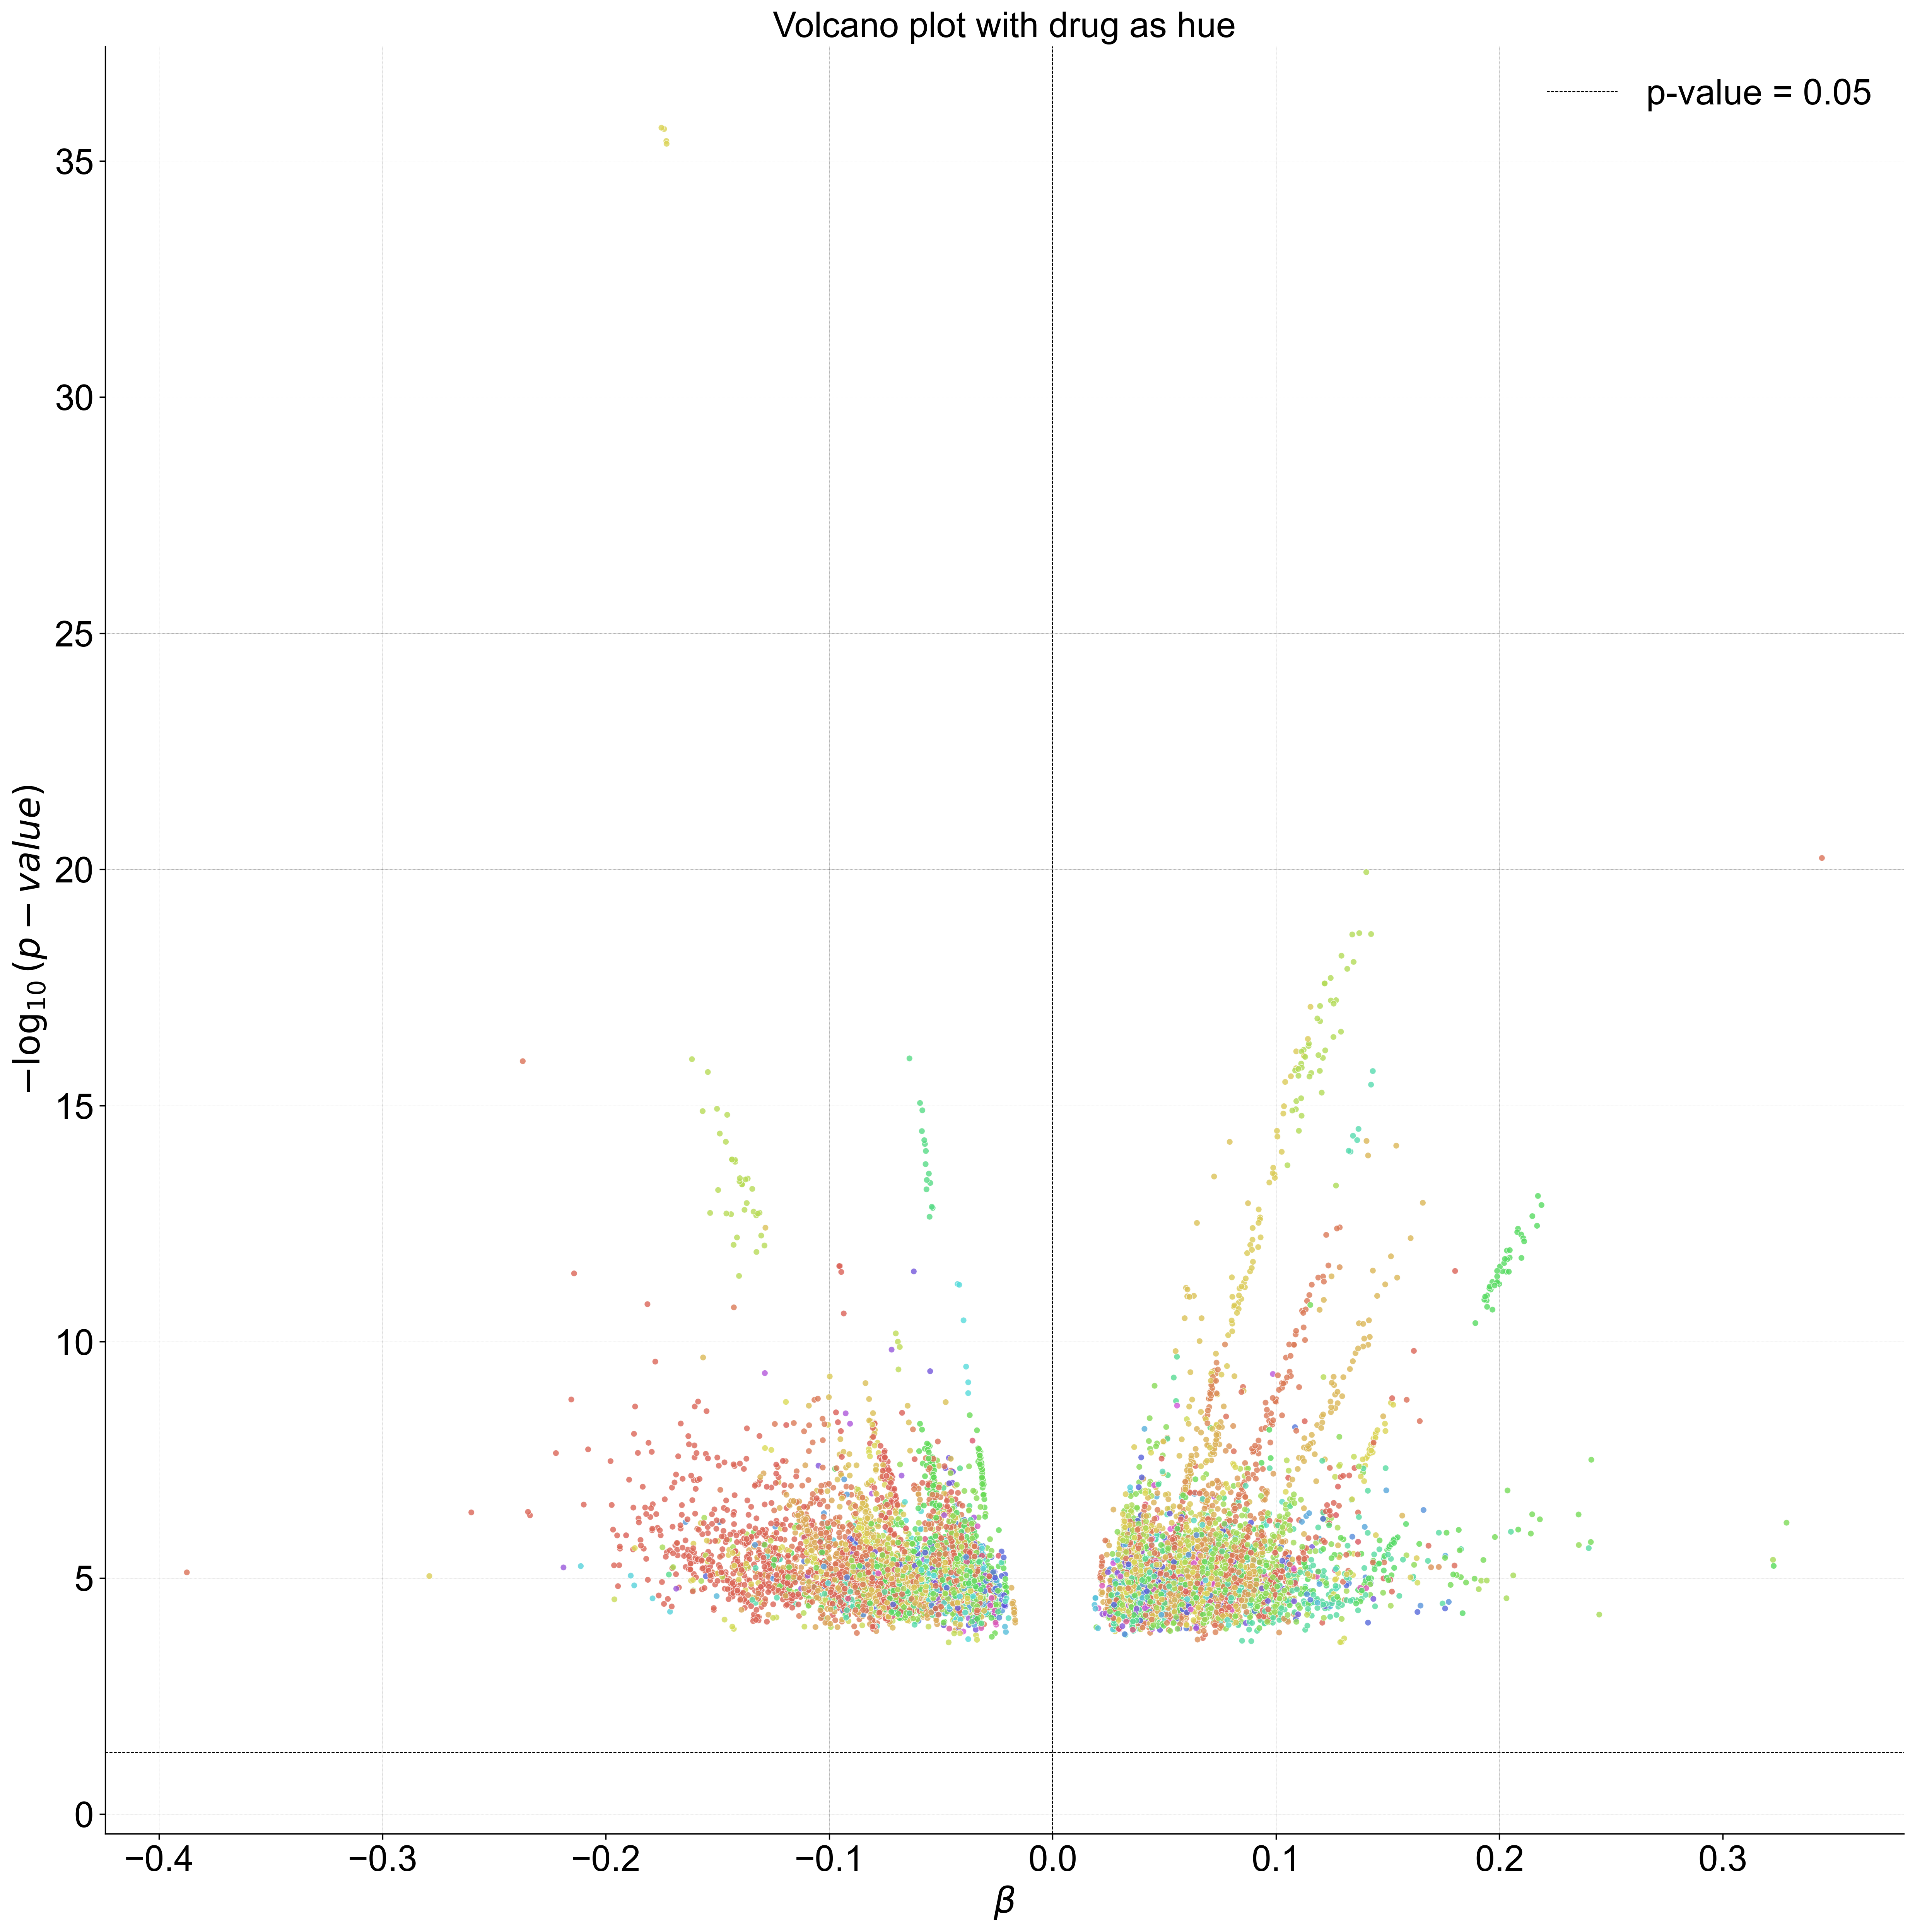 Volcano plot with drug as hue
p-value = 0.05
35
30
25
20
15
10
5
0
−log₁₀(p − value)
−0.4 −0.3 −0.2 −0.1 0.0 0.1 0.2 0.3
β